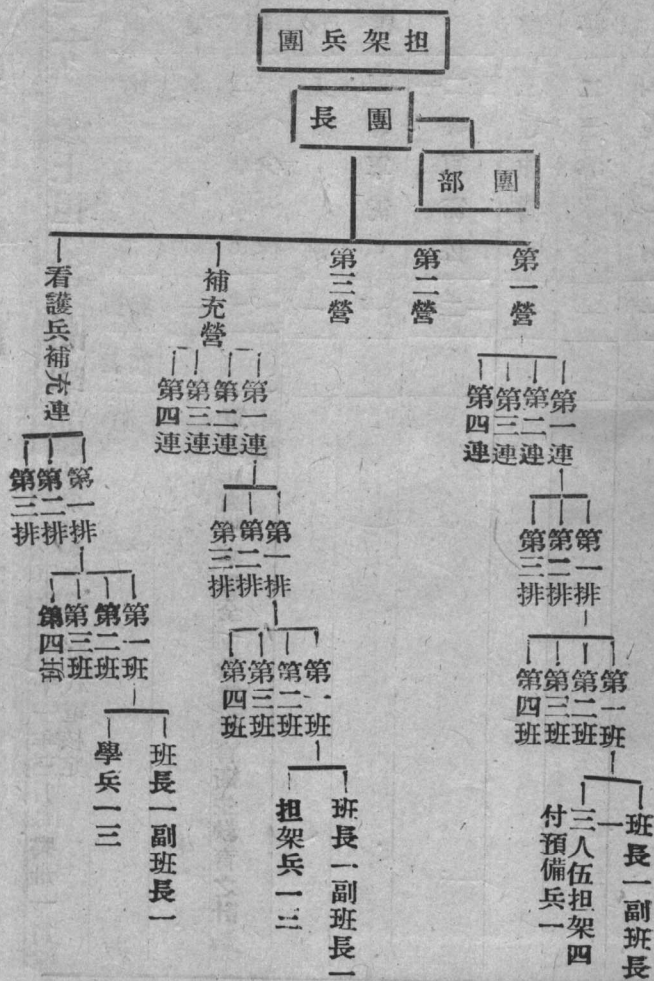 担架兵團
團長
團部
第一營
第二營
第三營
補充營
看護兵補充連
第一連
第二連
第三連
第四連
第一排
第二排
第三排
第一班
第二班
第三班
第四班
班長一副班長一
三人伍担架四付預備兵一
第一連
第二連
第三連
第四連
第一排
第二排
第三排
第一班
第二班
第三班
第四班
班長一副班長一
担架兵一三
第一排
第二排
第三排
第一班
第二班
第三班
第四班
班長一副班長一
學兵一三